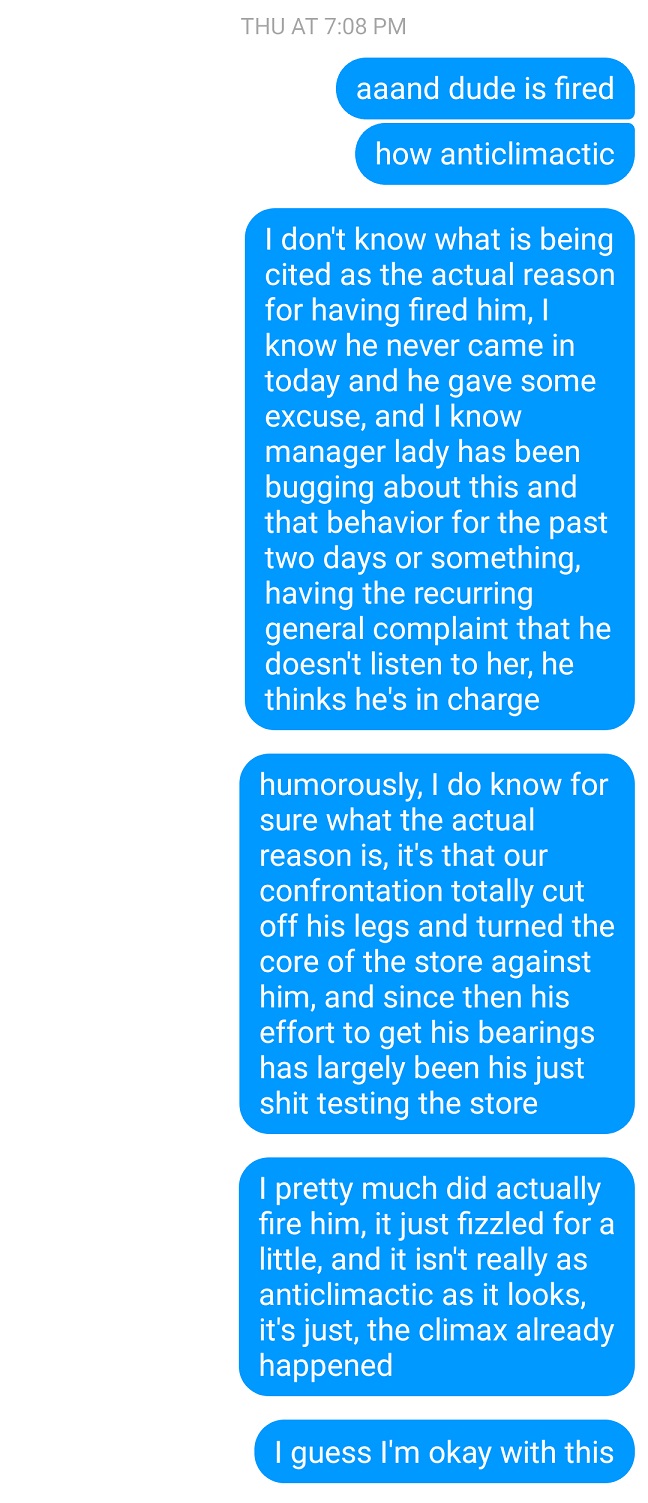 THU AT 7:08 PM
aaand dude is fired
how anticlimactic
I don't know what is being
cited as the actual reason
for having fired him, I
know he never came in
today and he gave some
excuse, and I know
manager lady has been
bugging about this and
that behavior for the past
two days or something,
having the recurring
general complaint that he
doesn't listen to her, he
thinks he's in charge
humorously, I do know for
sure what the actual
reason is, it's that our
confrontation totally cut
off his legs and turned the
core of the store against
him, and since then his
effort to get his bearings
has largely been his just
shit testing the store
I pretty much did actually
fire him, it just fizzled for a
little, and it isn't really as
anticlimactic as it looks,
it's just, the climax already
happened
I guess I'm okay with this